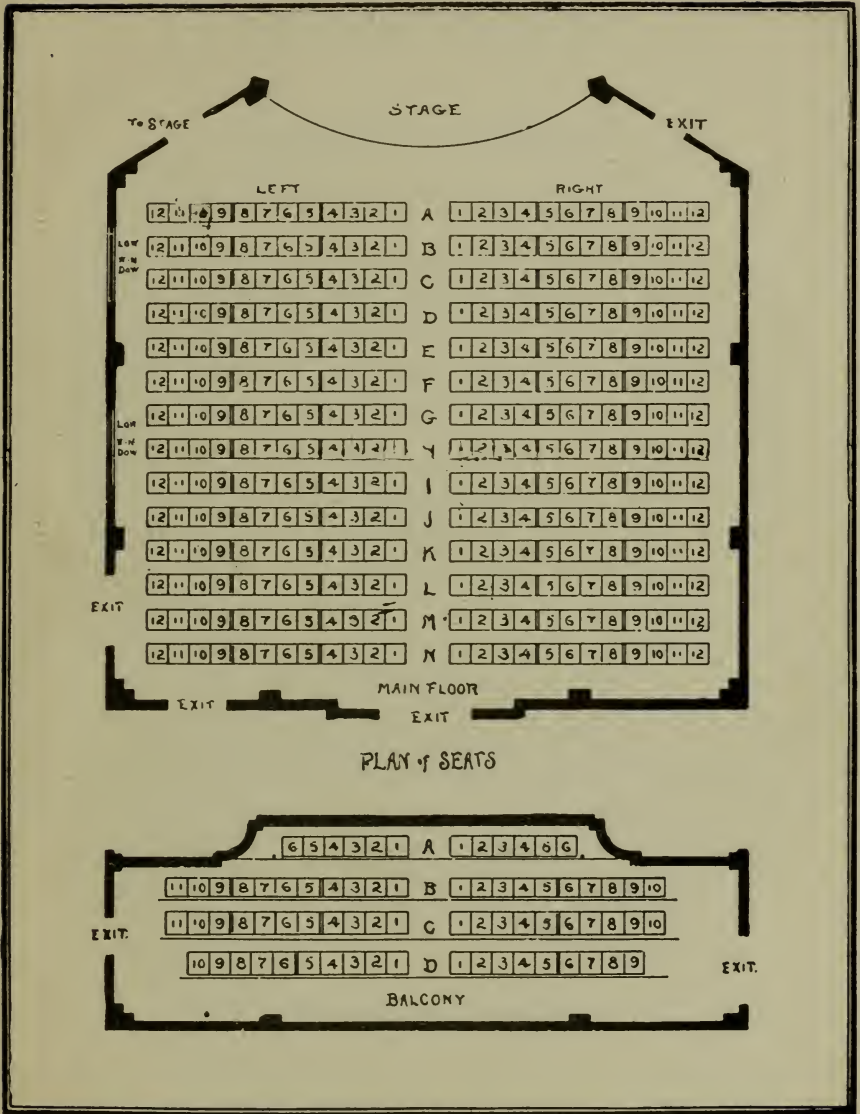 STAGE
To STAGE EXIT
LEFT RIGHT
12 11 10 9 8 7 6 5 4 3 2 1 A 1 2 3 4 5 6 7 8 9 10 11 12
LOW WIN DOW
12 11 10 9 8 7 6 5 4 3 2 1 B 1 2 3 4 5 6 7 8 9 10 11 12
12 11 10 9 8 7 6 5 4 3 2 1 C 1 2 3 4 5 6 7 8 9 10 11 12
12 11 10 9 8 7 6 5 4 3 2 1 D 1 2 3 4 5 6 7 8 9 10 11 12
12 11 10 9 8 7 6 5 4 3 2 1 E 1 2 3 4 5 6 7 8 9 10 11 12
12 11 10 9 8 7 6 5 4 3 2 1 F 1 2 3 4 5 6 7 8 9 10 11 12
12 11 10 9 8 7 6 5 4 3 2 1 G 1 2 3 4 5 6 7 8 9 10 11 12
LOW WIN DOW
12 11 10 9 8 7 6 5 4 3 2 1 1 2 3 4 5 6 7 8 9 10 11 12
12 11 10 9 8 7 6 5 4 3 2 1 I 1 2 3 4 5 6 7 8 9 10 11 12
12 11 10 9 8 7 6 5 4 3 2 1 J 1 2 3 4 5 6 7 8 9 10 11 12
12 11 10 9 8 7 6 5 4 3 2 1 K 1 2 3 4 5 6 7 8 9 10 11 12
12 11 10 9 8 7 6 5 4 3 2 1 L 1 2 3 4 5 6 7 8 9 10 11 12
EXIT
12 11 10 9 8 7 6 5 4 3 2 1 M 1 2 3 4 5 6 7 8 9 10 11 12
12 11 10 9 8 7 6 5 4 3 2 1 N 1 2 3 4 5 6 7 8 9 10 11 12
MAIN FLOOR
EXIT EXIT
PLAN of SEATS
6 5 4 3 2 1 A 1 2 3 4 5 6
11 10 9 8 7 6 5 4 3 2 1 B 1 2 3 4 5 6 7 8 9 10
11 10 9 8 7 6 5 4 3 2 1 C 1 2 3 4 5 6 7 8 9 10
EXIT.
10 9 8 7 6 5 4 3 2 1 D 1 2 3 4 5 6 7 8 9
EXIT.
BALCONY